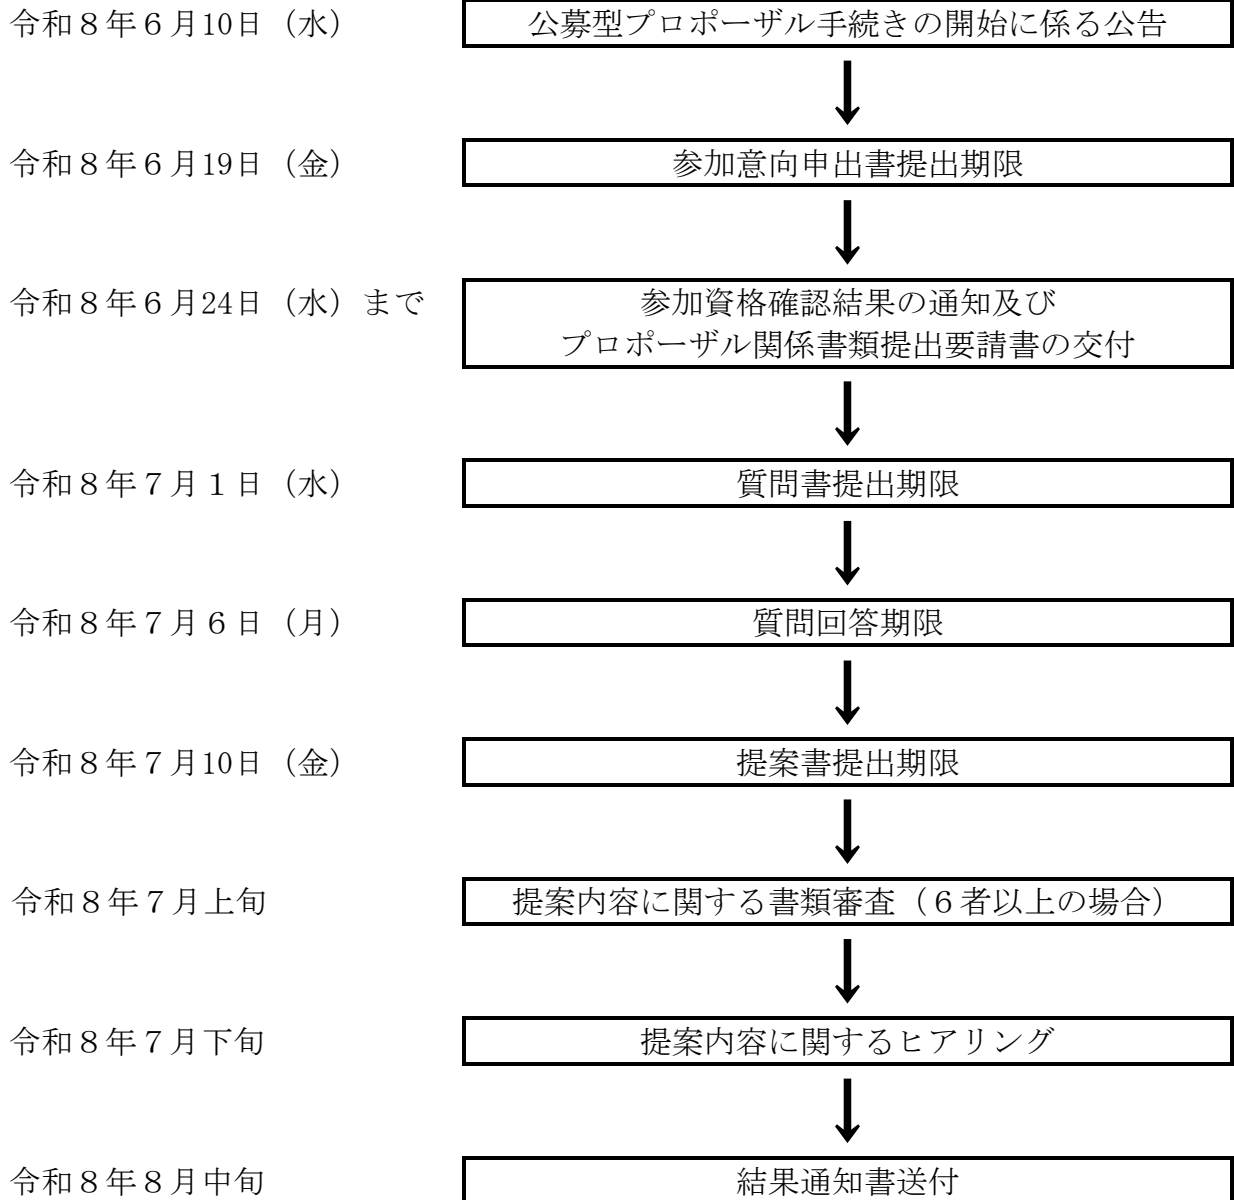 令和８年６月10日（水）
公募型プロポーザル手続きの開始に係る公告
令和８年６月19日（金）
参加意向申出書提出期限
令和８年６月24日（水）まで
参加資格確認結果の通知及び
プロポーザル関係書類提出要請書の交付
令和８年７月１日（水）
質問書提出期限
令和８年７月６日（月）
質問回答期限
令和８年７月10日（金）
提案書提出期限
令和８年７月上旬
提案内容に関する書類審査（６者以上の場合）
令和８年７月下旬
提案内容に関するヒアリング
令和８年８月中旬
結果通知書送付